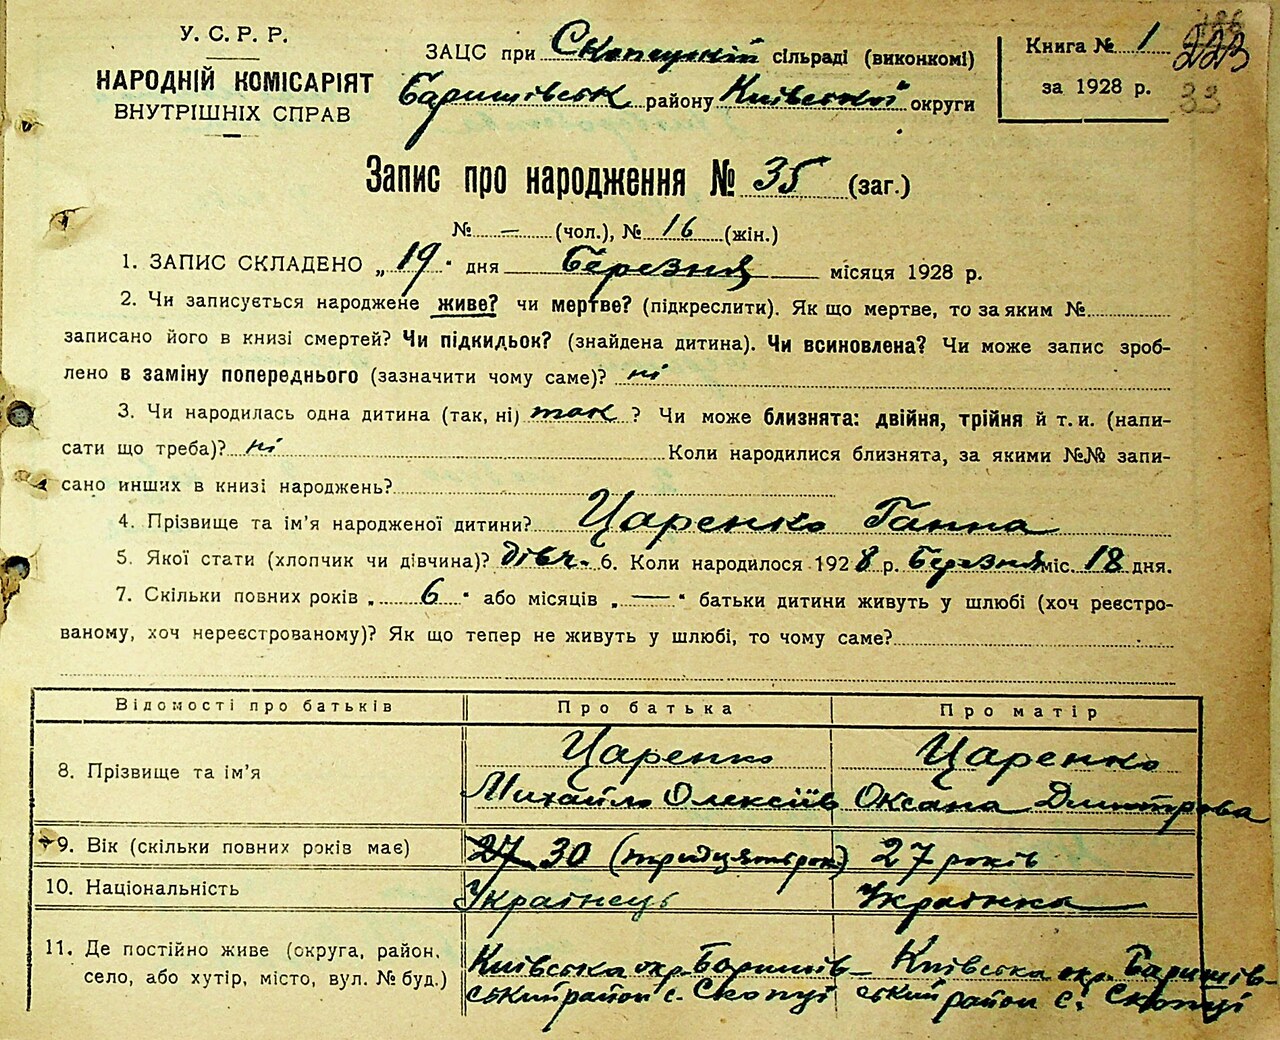 У. С. Р. Р.
НАРОДНІЙ КОМІСАРІЯТ
ВНУТРІШНІХ СПРАВ
ЗАЦС при Скопецкій сільраді (виконкомі)
Баришівськ району Київської округи
Книга № 1
за 1928 р.
223
33
Запис про народження № 35 (заг.)
№ — (чол.), № 16 (жін.)
1. ЗАПИС СКЛАДЕНО „19" дня Березня місяця 1928 р.
2. Чи записується народжене живе? чи мертве? (підкреслити). Як що мертве, то за яким №
записано його в книзі смертей? Чи підкидьок? (знайдена дитина). Чи всиновлена? Чи може запис зроб-
лено в заміну попереднього (зазначити чому саме)? ні
3. Чи народилась одна дитина (так, ні) так ? Чи може близнята: двійня, трійня й т. и. (напи-
сати що треба)? ні Коли народилися близнята, за якими №№ запи-
сано инших в книзі народжень?
4. Прізвище та ім'я народженої дитини? Царенко Ганна
5. Якої стати (хлопчик чи дівчина)? дівч. 6. Коли народилося 1928 р. Березня міс. 18 дня.
7. Скільки повних років „ 6 " або місяців „ — " батьки дитини живуть у шлюбі (хоч реєстро-
ваному, хоч нереєстрованому)? Як що тепер не живуть у шлюбі, то чому саме?
Відомості про батьків Про батька Про матір
8. Прізвище та ім'я Царенко Царенко
Михайло Олексіїв Оксана Дмитрова
9. Вік (скільки повних років має) 27 30 (тридцять рок) 27 років
10. Національність Українець Українка
11. Де постійно живе (округа, район, Київська окр. Баришів- Київська окр. Баришів-
село, або хутір, місто, вул. № буд.) ський район с. Скопці ський район с. Скопці